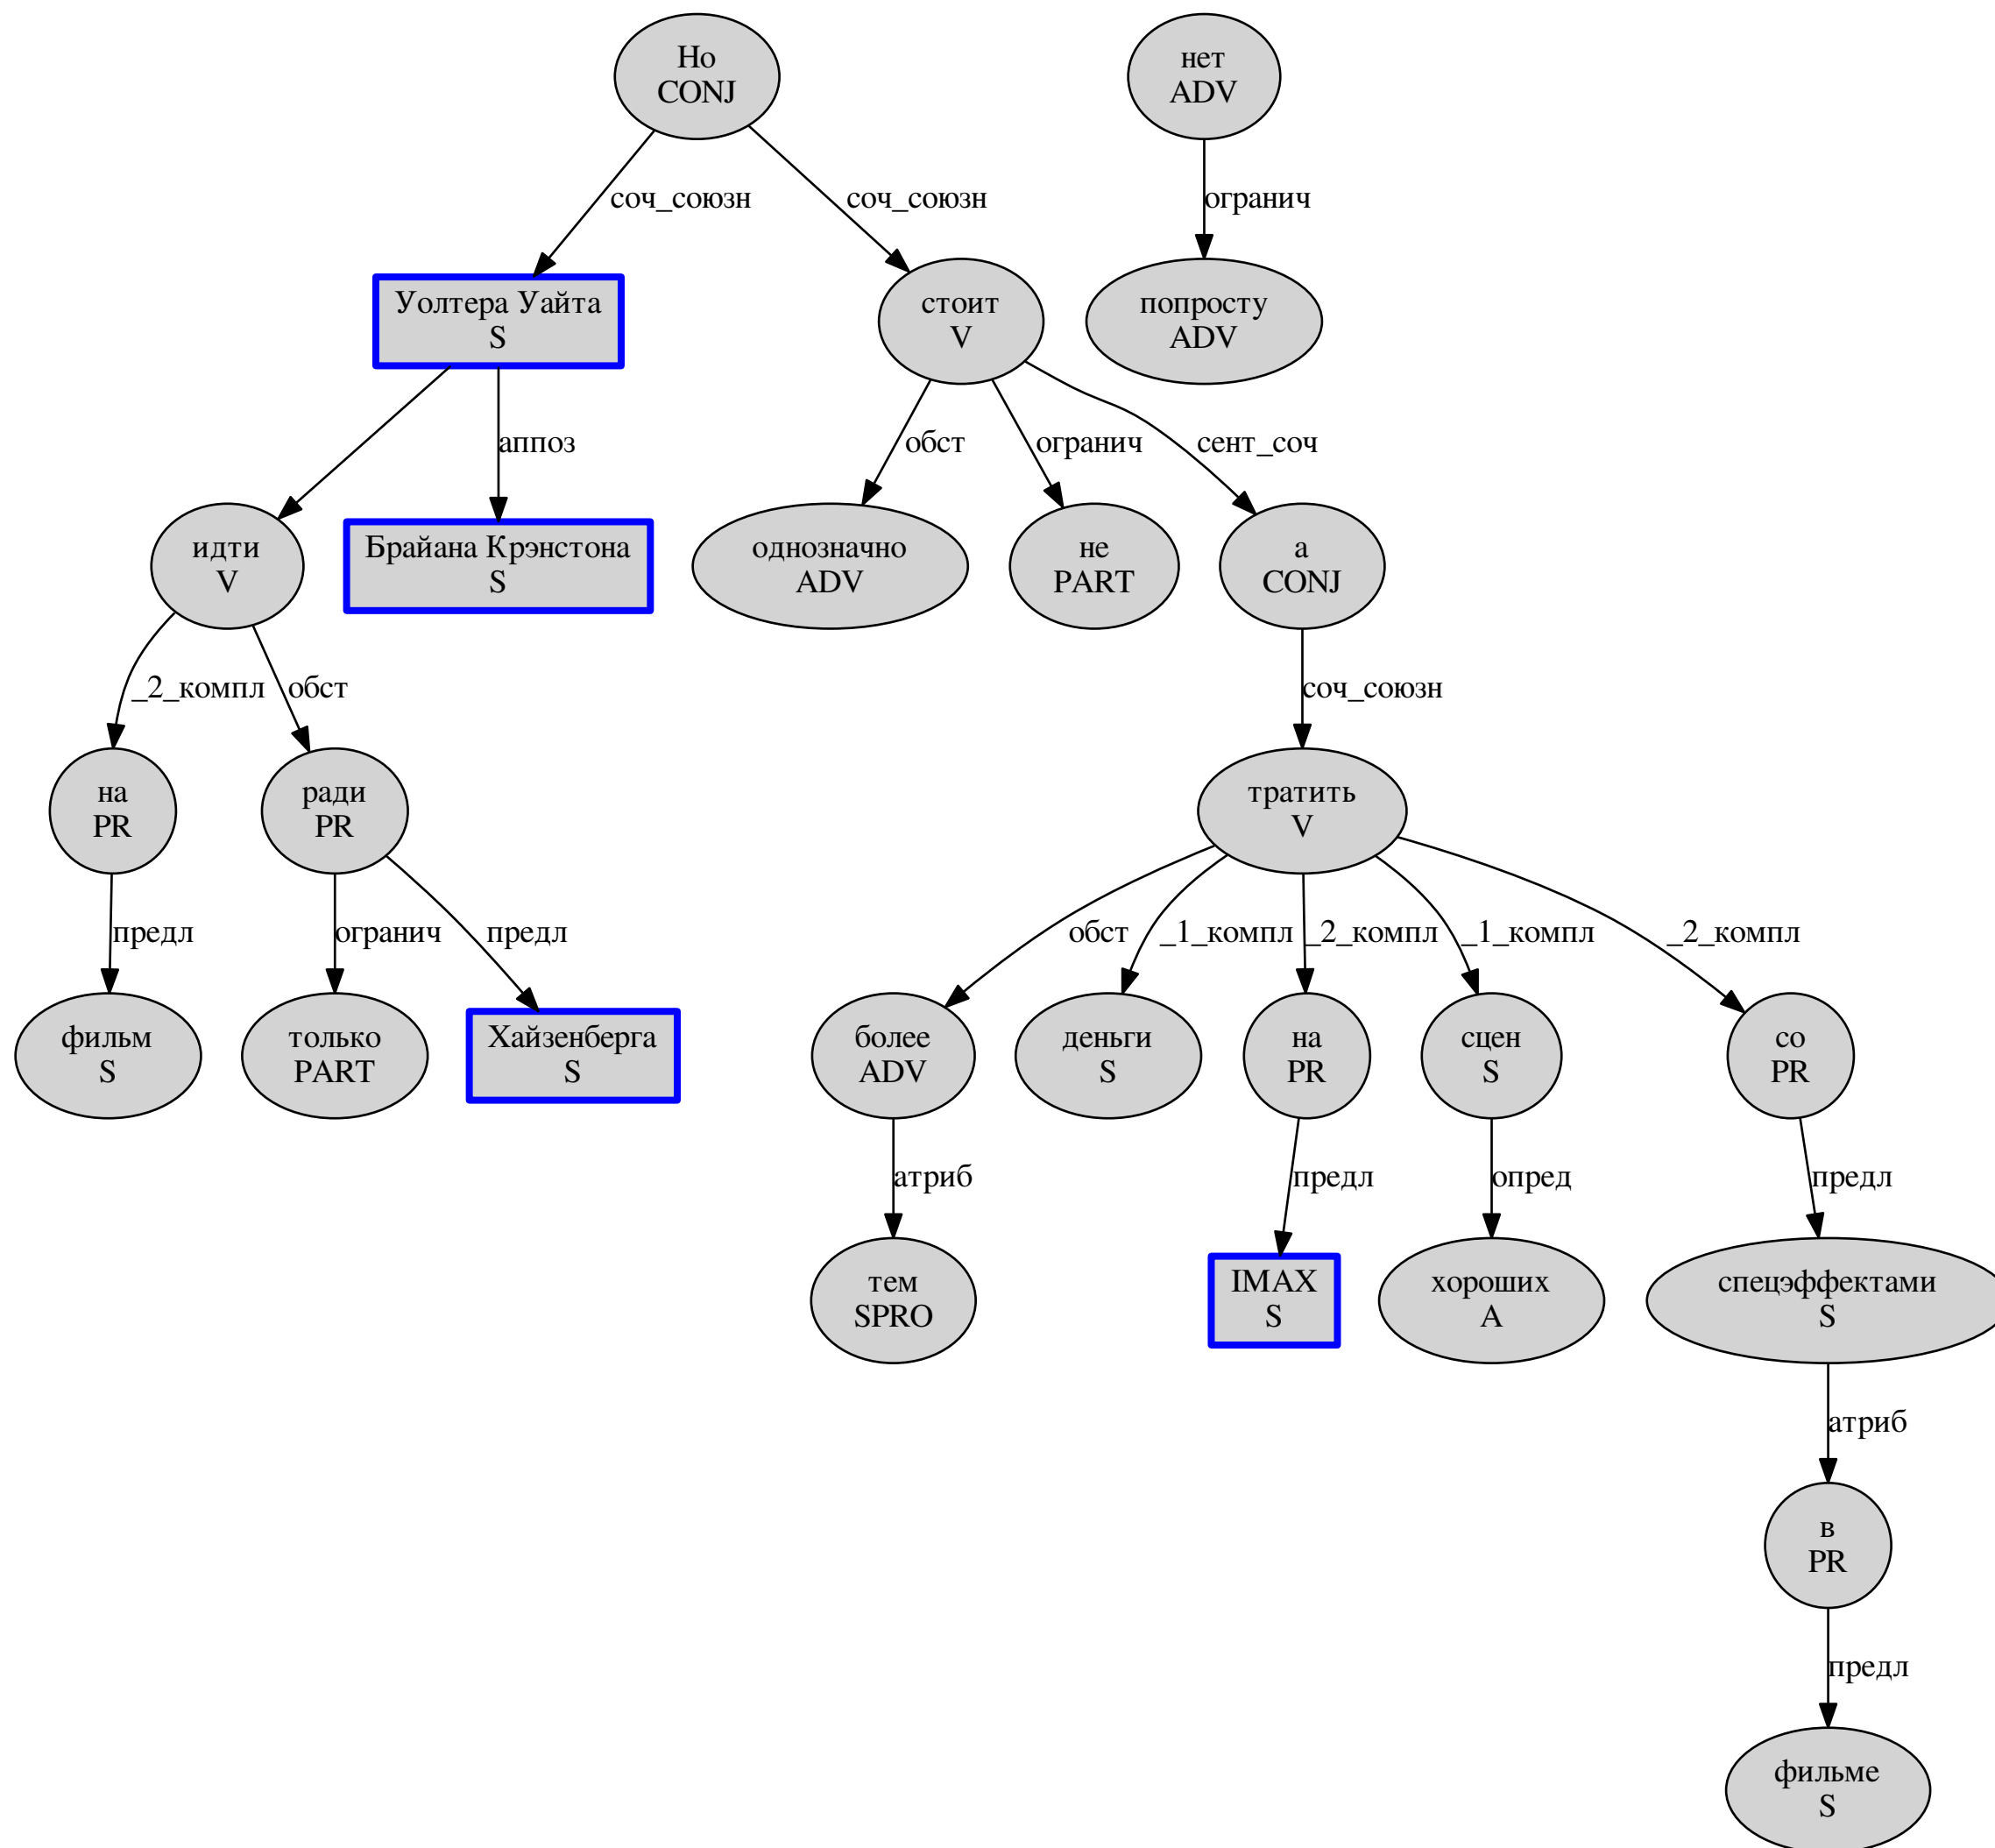 Но
CONJ
нет
ADV
соч_союзн
соч_союзн
огранич
Уолтера Уайта
S
стоит
V
попросту
ADV
аппоз
обст
огранич
сент_соч
идти
V
Брайана Крэнстона
S
однозначно
ADV
не
PART
а
CONJ
_2_компл
обст
соч_союзн
на
PR
ради
PR
тратить
V
предл
огранич
предл
обст
_1_компл
_2_компл
_1_компл
_2_компл
фильм
S
только
PART
Хайзенберга
S
более
ADV
деньги
S
на
PR
сцен
S
со
PR
атриб
предл
опред
предл
тем
SPRO
IMAX
S
хороших
A
спецэффектами
S
атриб
в
PR
предл
фильме
S